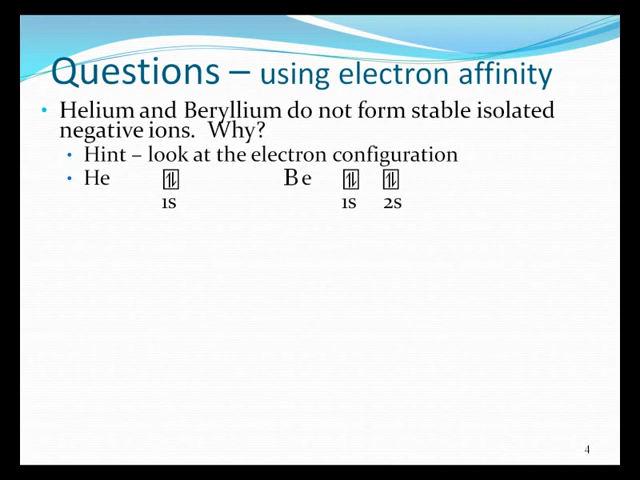 Questions – using electron affinity
• Helium and Beryllium do not form stable isolated
negative ions. Why?
• Hint – look at the electron configuration
• He ⥮ Be ⥮ ⥮
1s 1s 2s
4